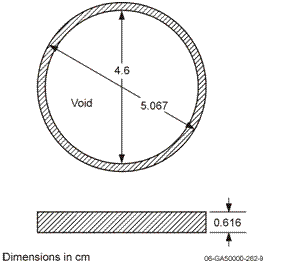 4.6
5.067
Void
0.616
Dimensions in cm
06-GA50000-262-9